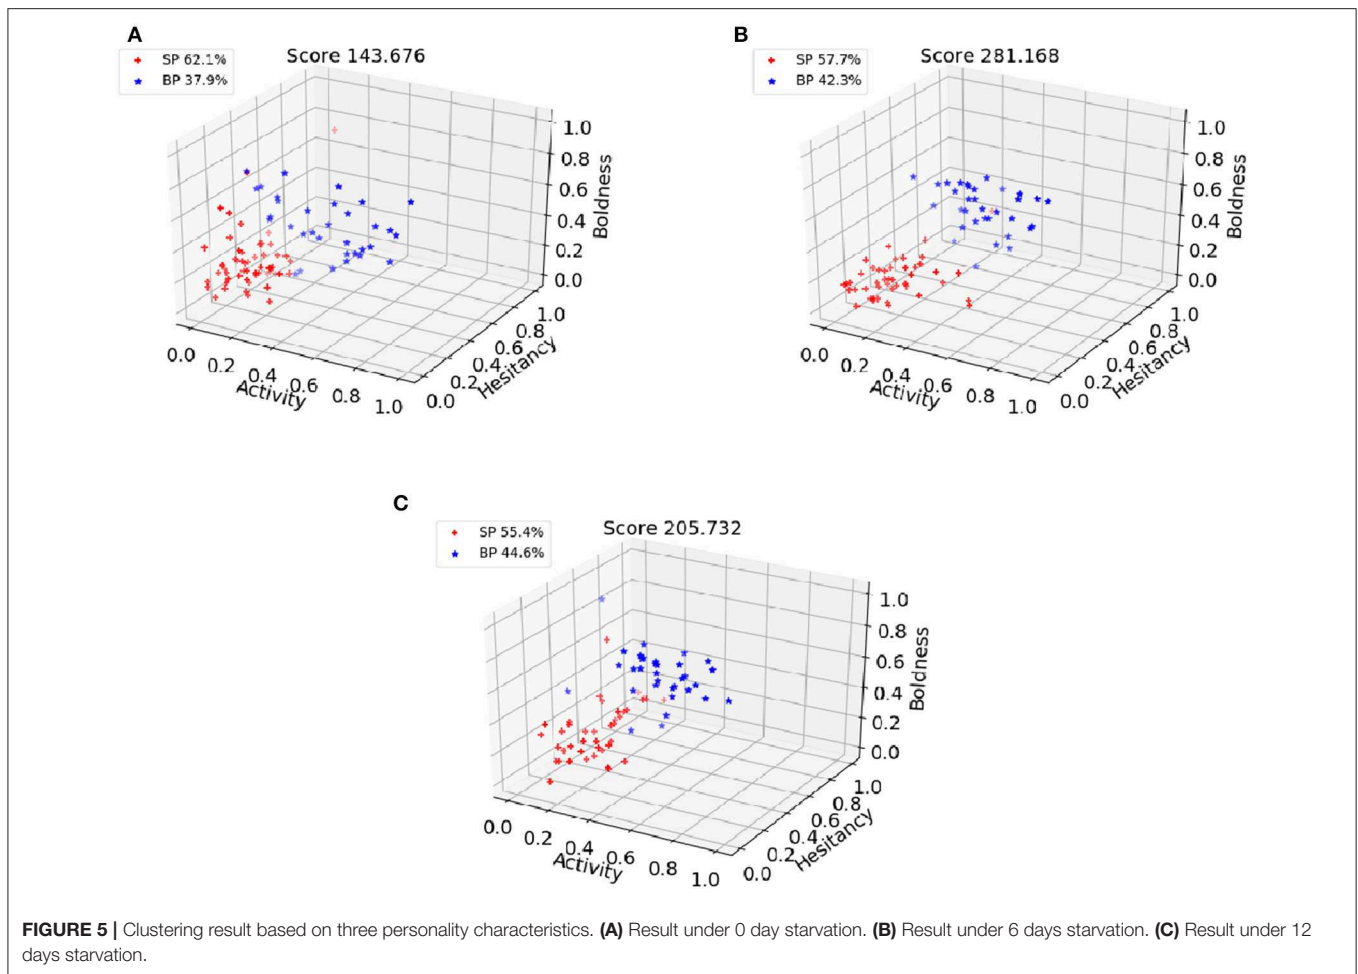 A
Score 143.676
SP 62.1%
BP 37.9%
1.0
0.8
0.6
0.4
0.2
0.0
Boldness
0.0
0.2
0.4
0.6
0.8
1.0
Activity
0.0
0.2
0.4
0.6
0.8
1.0
Hesitancy
B
Score 281.168
SP 57.7%
BP 42.3%
1.0
0.8
0.6
0.4
0.2
0.0
Boldness
0.0
0.2
0.4
0.6
0.8
1.0
Activity
0.0
0.2
0.4
0.6
0.8
1.0
Hesitancy
C
Score 205.732
SP 55.4%
BP 44.6%
1.0
0.8
0.6
0.4
0.2
0.0
Boldness
0.0
0.2
0.4
0.6
0.8
1.0
Activity
0.0
0.2
0.4
0.6
0.8
1.0
Hesitancy
FIGURE 5 | Clustering result based on three personality characteristics. (A) Result under 0 day starvation. (B) Result under 6 days starvation. (C) Result under 12
days starvation.